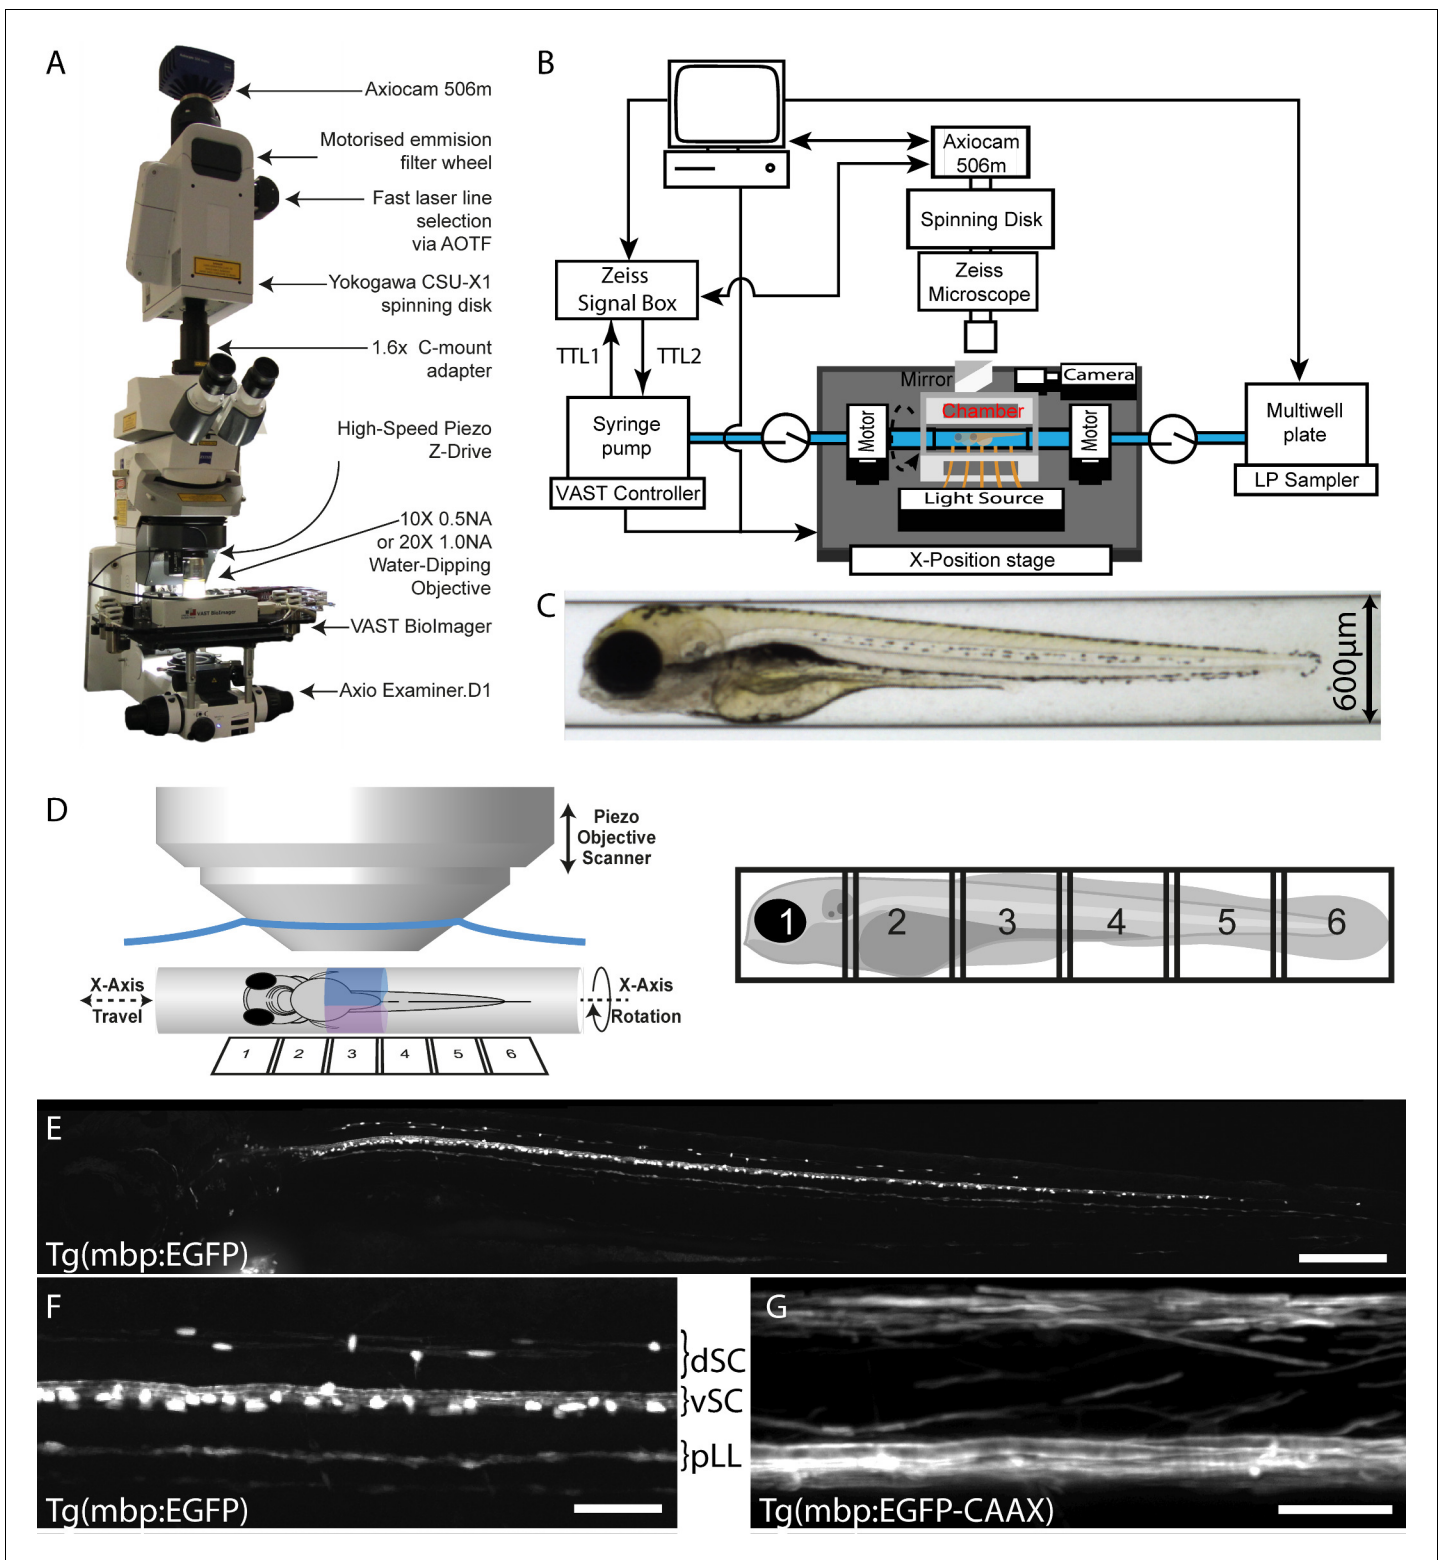 A
Axiocam 506m
Motorised emmision
filter wheel
Fast laser line
selection
via AOTF
Yokogawa CSU-X1
spinning disk
1.6x C-mount
adapter
High-Speed Piezo
Z-Drive
10X 0.5NA
or 20X 1.0NA
Water-Dipping
Objective
VAST BioImager
VAST BioImager
Axio Examiner.D1
B
Axiocam
506m
Spinning Disk
Zeiss
Microscope
Zeiss
Signal Box
TTL1
TTL2
Syringe
pump
VAST Controller
Mirror
Camera
Chamber
Motor
Motor
Light Source
X-Position stage
Multiwell
plate
LP Sampler
C
600µm
D
Piezo
Objective
Scanner
X-Axis
Travel
X-Axis
Rotation
1 2 3 4 5 6
1 2 3 4 5 6
E
Tg(mbp:EGFP)
F
Tg(mbp:EGFP)
}dSC
}vSC
}pLL
G
Tg(mbp:EGFP-CAAX)